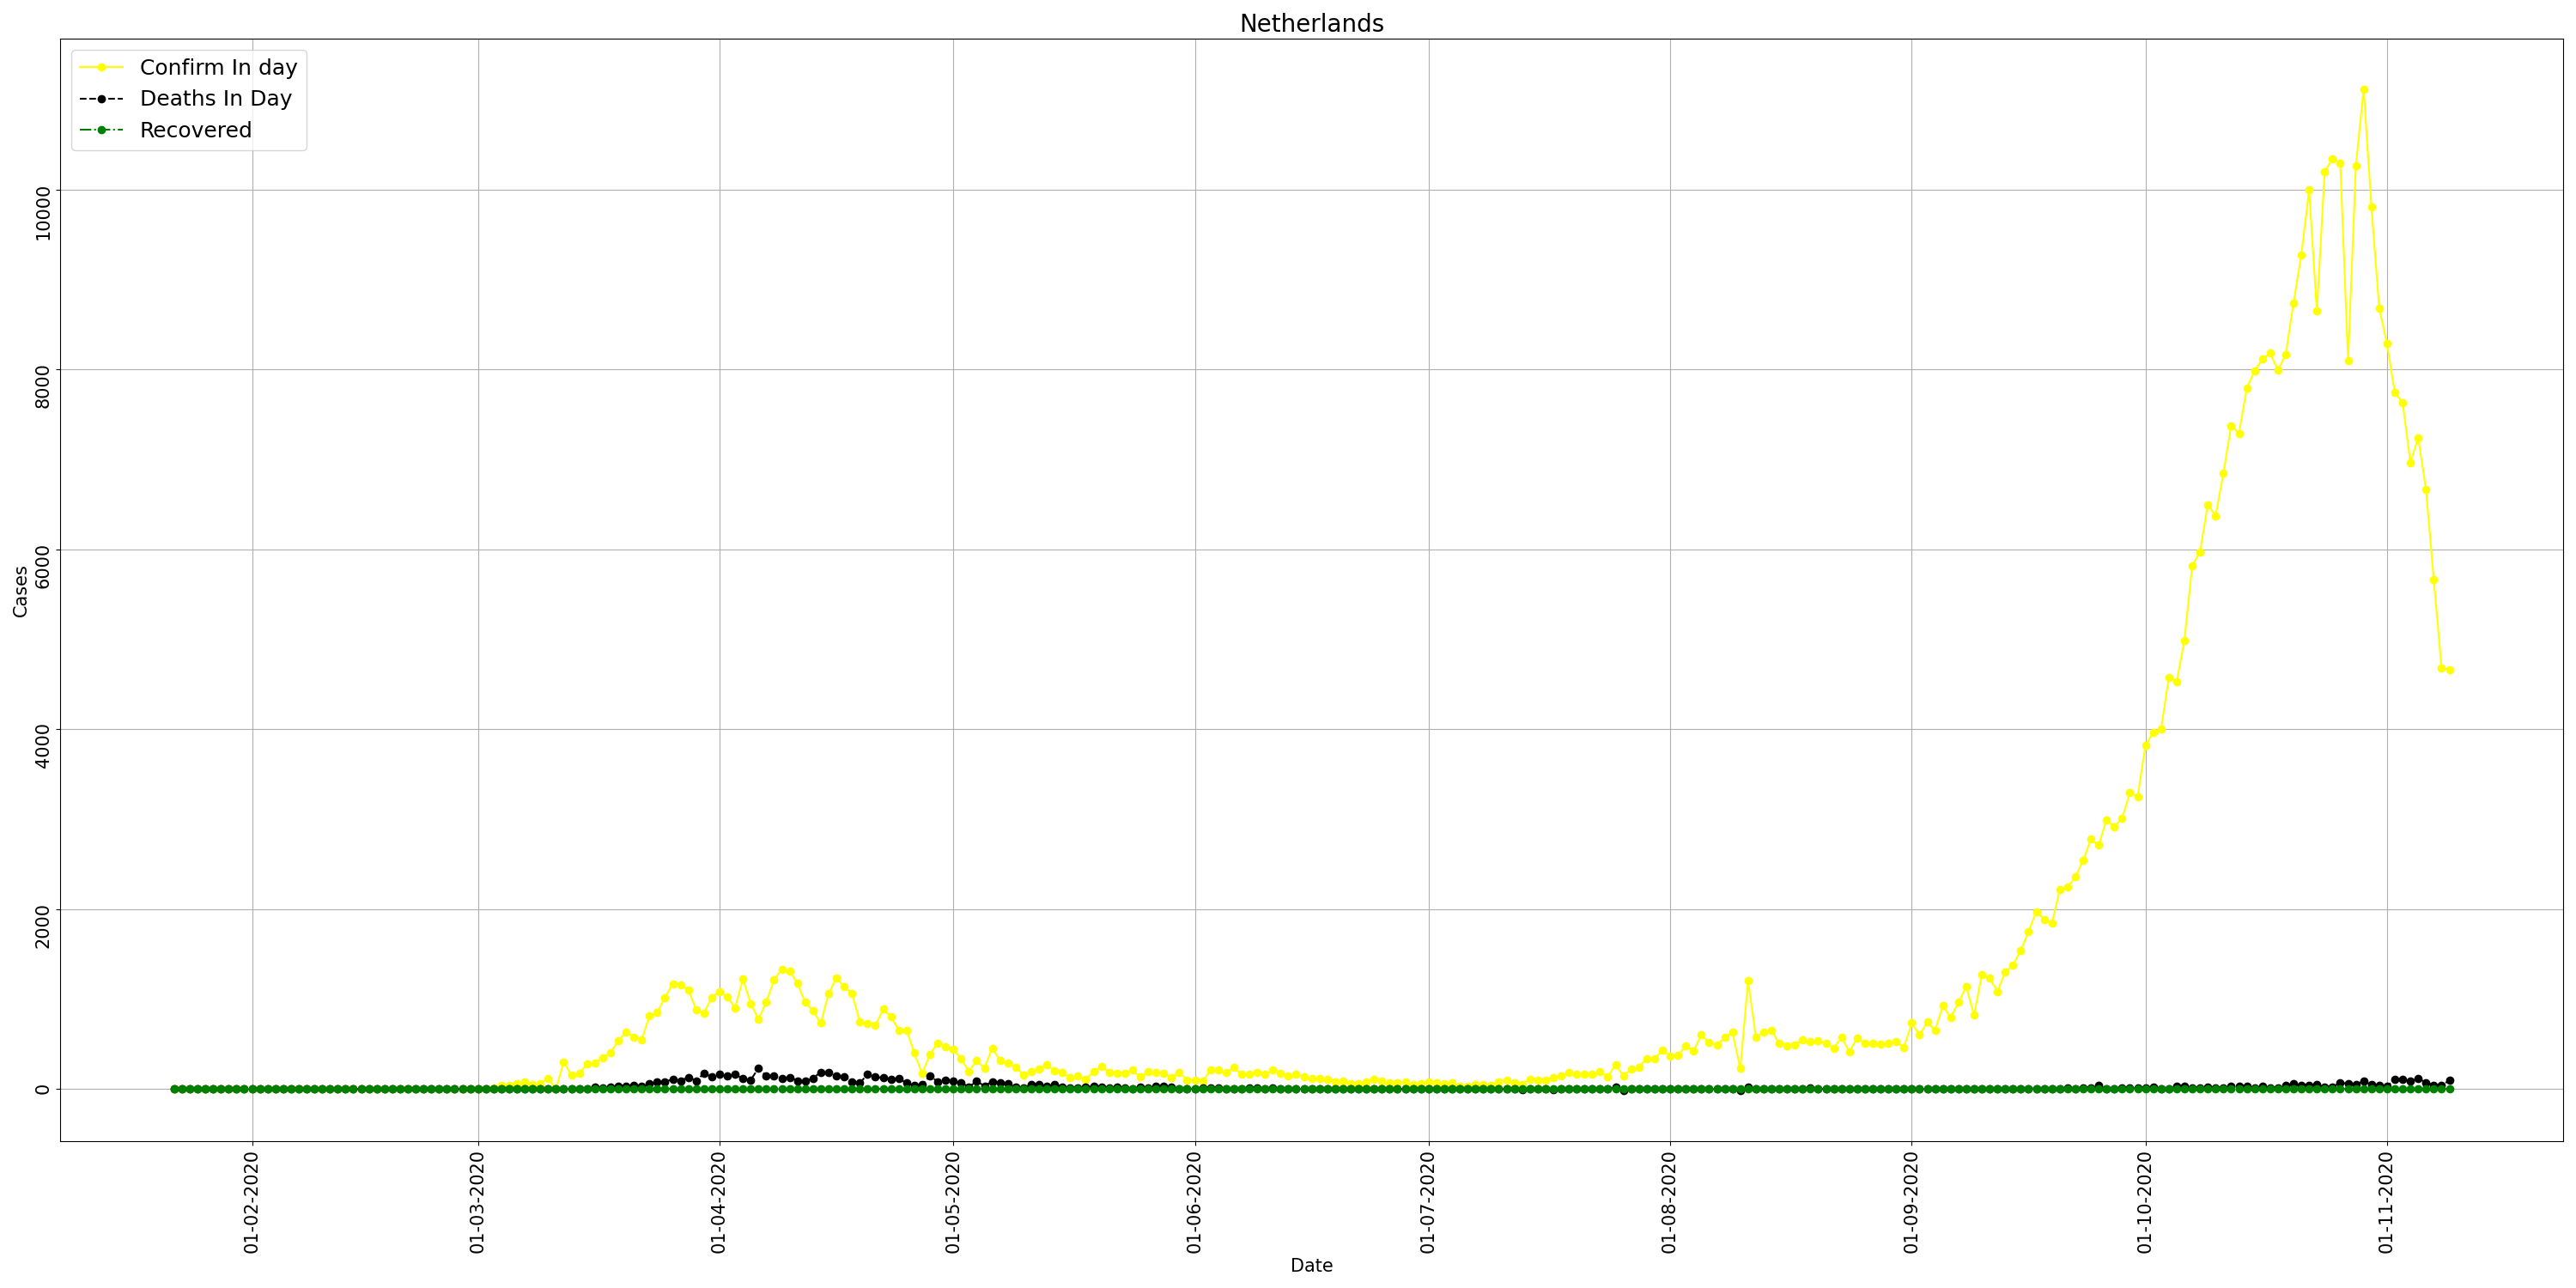 Netherlands
Confirm In day
Deaths In Day
Recovered
Cases
10000
8000
6000
4000
2000
0
01-02-2020
01-03-2020
01-04-2020
01-05-2020
01-06-2020
01-07-2020
01-08-2020
01-09-2020
01-10-2020
01-11-2020
Date